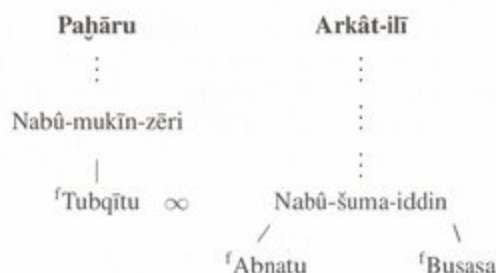 Paḫāru Arkât-ilī
Nabû-mukīn-zēri
ᶠTubqītu ∞ Nabû-šuma-iddin
ᶠAbnatu ᶠBusasa